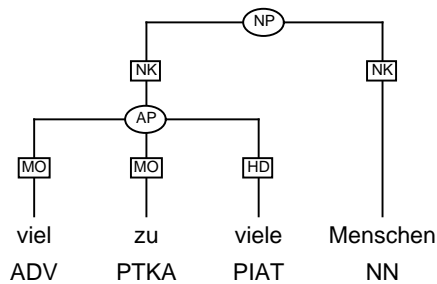 NP
NK NK
AP
MO MO HD
viel zu viele Menschen
ADV PTKA PIAT NN